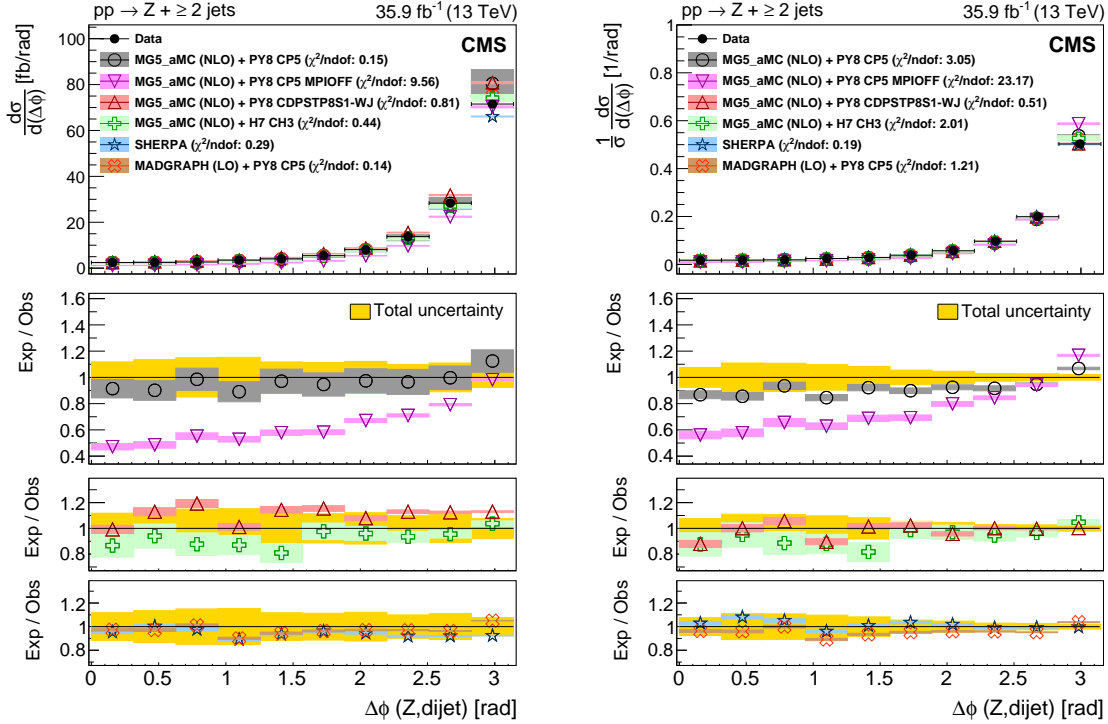 pp → Z + ≥ 2 jets 35.9 fb⁻¹ (13 TeV)
dσ/d(Δϕ) [fb/rad]
CMS
Data
MG5_aMC (NLO) + PY8 CP5 (χ²/ndof: 0.15)
MG5_aMC (NLO) + PY8 CP5 MPIOFF (χ²/ndof: 9.56)
MG5_aMC (NLO) + PY8 CDPSTP8S1-WJ (χ²/ndof: 0.81)
MG5_aMC (NLO) + H7 CH3 (χ²/ndof: 0.44)
SHERPA (χ²/ndof: 0.29)
MADGRAPH (LO) + PY8 CP5 (χ²/ndof: 0.14)
100
80
60
40
20
0
Exp / Obs
Total uncertainty
1.6
1.4
1.2
1
0.8
0.6
0.4
Exp / Obs
1.2
1
0.8
Exp / Obs
1.2
1
0.8
0 0.5 1 1.5 2 2.5 3
Δϕ (Z,dijet) [rad]
pp → Z + ≥ 2 jets 35.9 fb⁻¹ (13 TeV)
1/σ dσ/d(Δϕ) [1/rad]
CMS
Data
MG5_aMC (NLO) + PY8 CP5 (χ²/ndof: 3.05)
MG5_aMC (NLO) + PY8 CP5 MPIOFF (χ²/ndof: 23.17)
MG5_aMC (NLO) + PY8 CDPSTP8S1-WJ (χ²/ndof: 0.51)
MG5_aMC (NLO) + H7 CH3 (χ²/ndof: 2.01)
SHERPA (χ²/ndof: 0.19)
MADGRAPH (LO) + PY8 CP5 (χ²/ndof: 1.21)
1
0.8
0.6
0.4
0.2
0
Exp / Obs
Total uncertainty
1.6
1.4
1.2
1
0.8
0.6
0.4
Exp / Obs
1.2
1
0.8
Exp / Obs
1.2
1
0.8
0 0.5 1 1.5 2 2.5 3
Δϕ (Z,dijet) [rad]